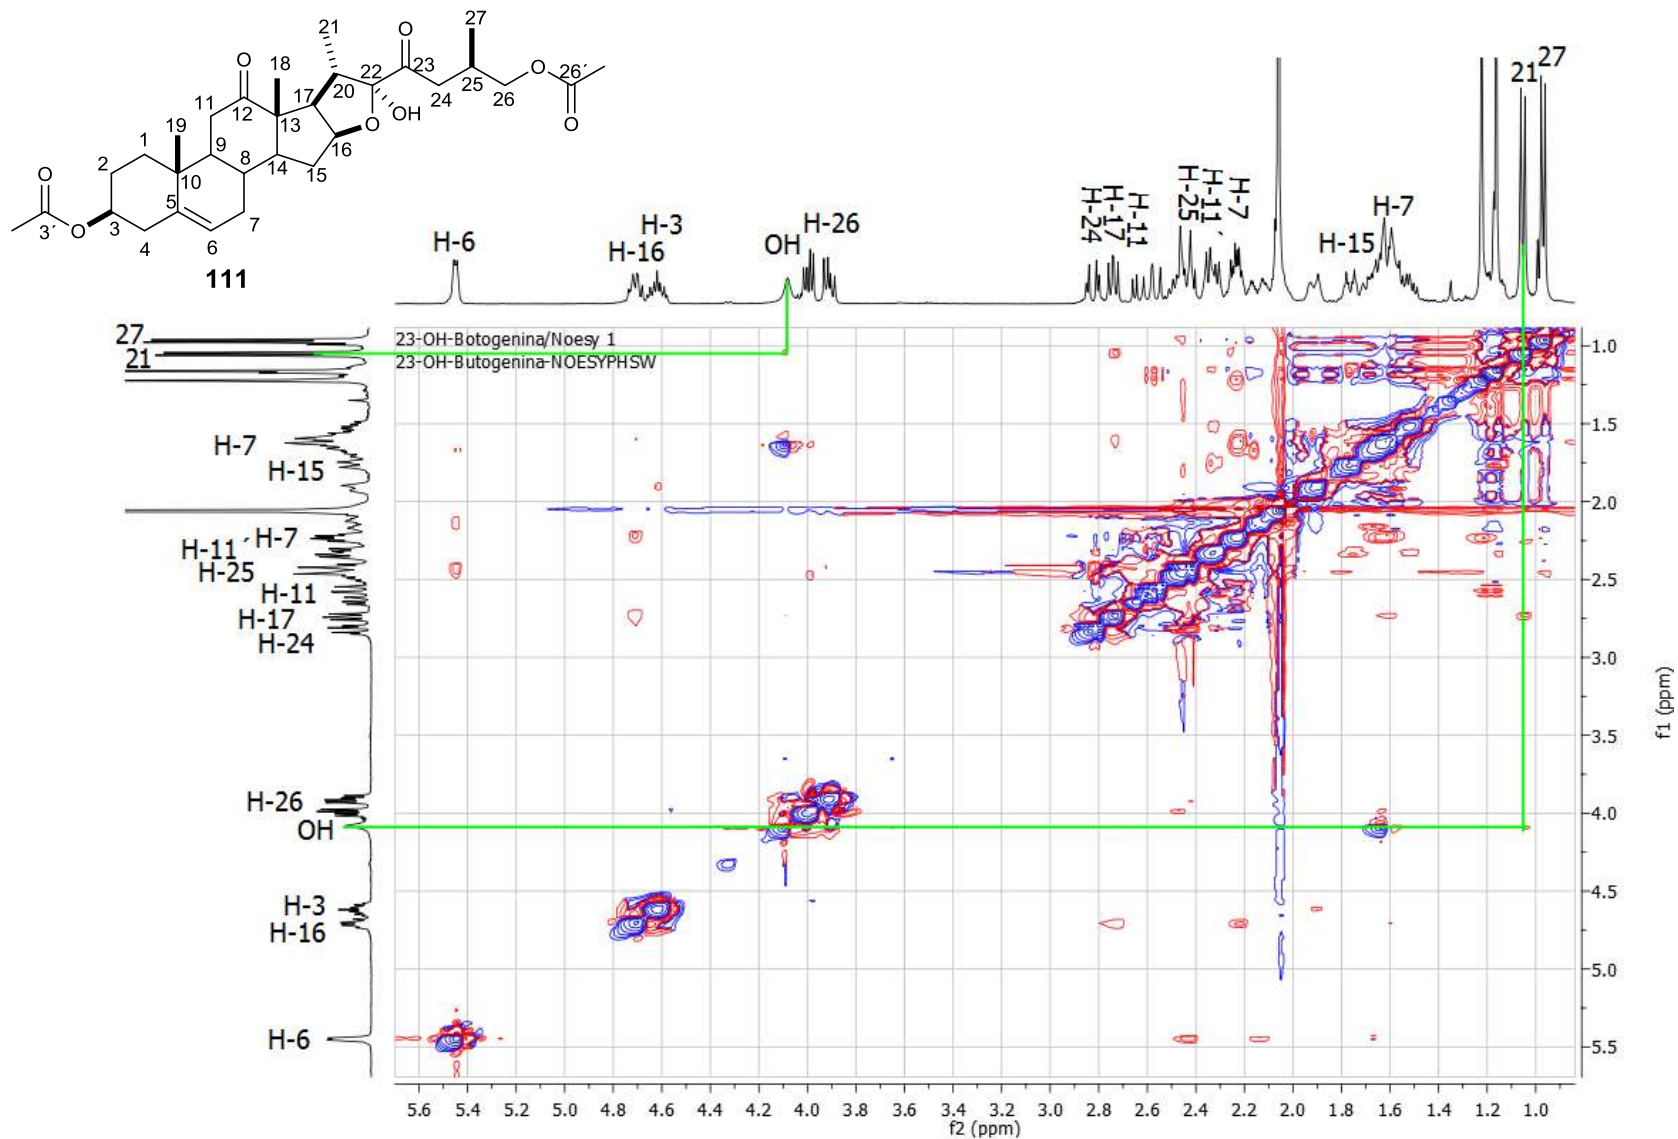 21
O
27
O
23
22
20
25
24
26
O
26´
O
OH
O
18
17
O
16
11
12
13
19
1
9
8
14
15
2
10
O
5
7
O
3´
3
4
6
111
H-6
H-16
H-3
OH
H-26
H-24
H-17
H-11
H-25
H-11´
H-7
H-15
H-7
21
27
27
21
23-OH-Botogenina/Noesy 1
23-OH-Butogenina-NOESYPHSW
H-7
H-15
H-11´
H-7
H-25
H-11
H-17
H-24
H-26
OH
H-3
H-16
H-6
1.0
1.5
2.0
2.5
3.0
3.5
4.0
4.5
5.0
5.5
f1 (ppm)
5.6 5.4 5.2 5.0 4.8 4.6 4.4 4.2 4.0 3.8 3.6 3.4 3.2 3.0 2.8 2.6 2.4 2.2 2.0 1.8 1.6 1.4 1.2 1.0
f2 (ppm)